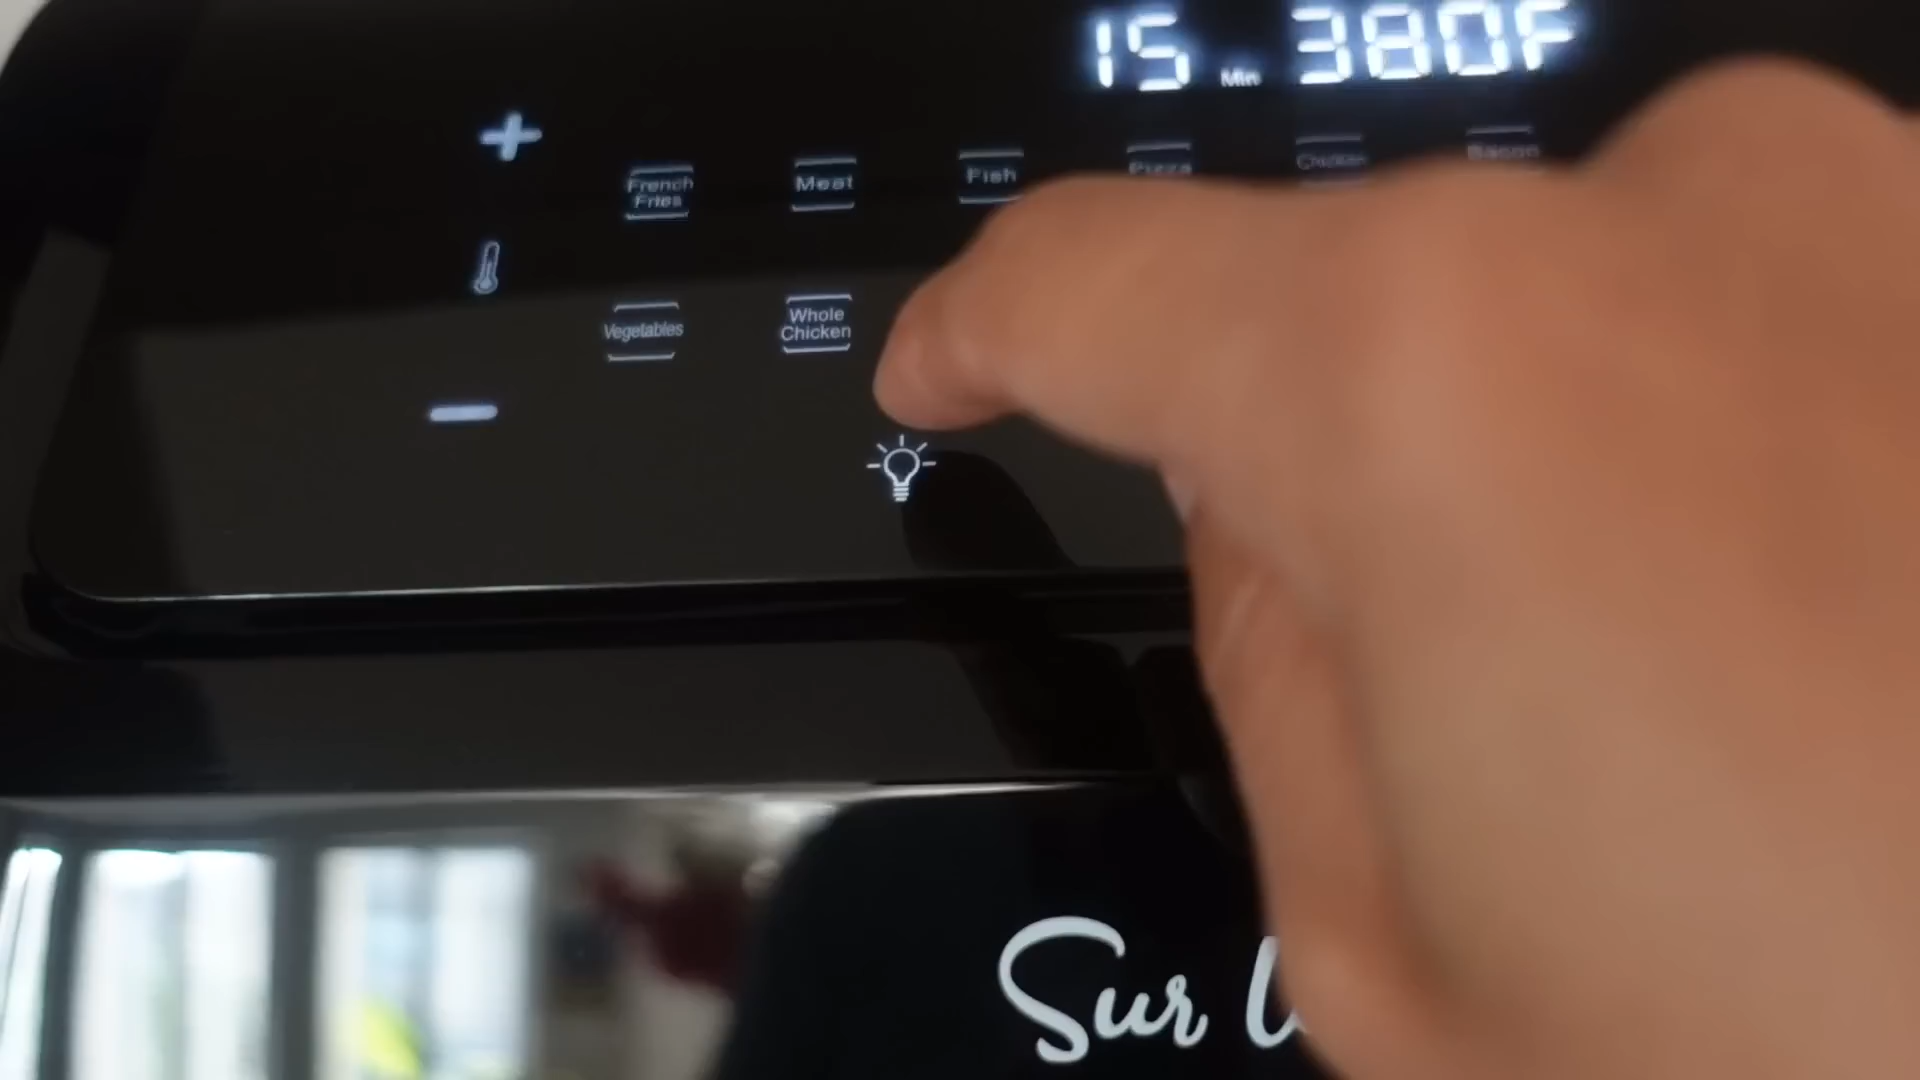 15 Min 380F
French
Fries
Meat
Fish
Pizza
Chicken
Bacon
Vegetables
Whole
Chicken
Sur